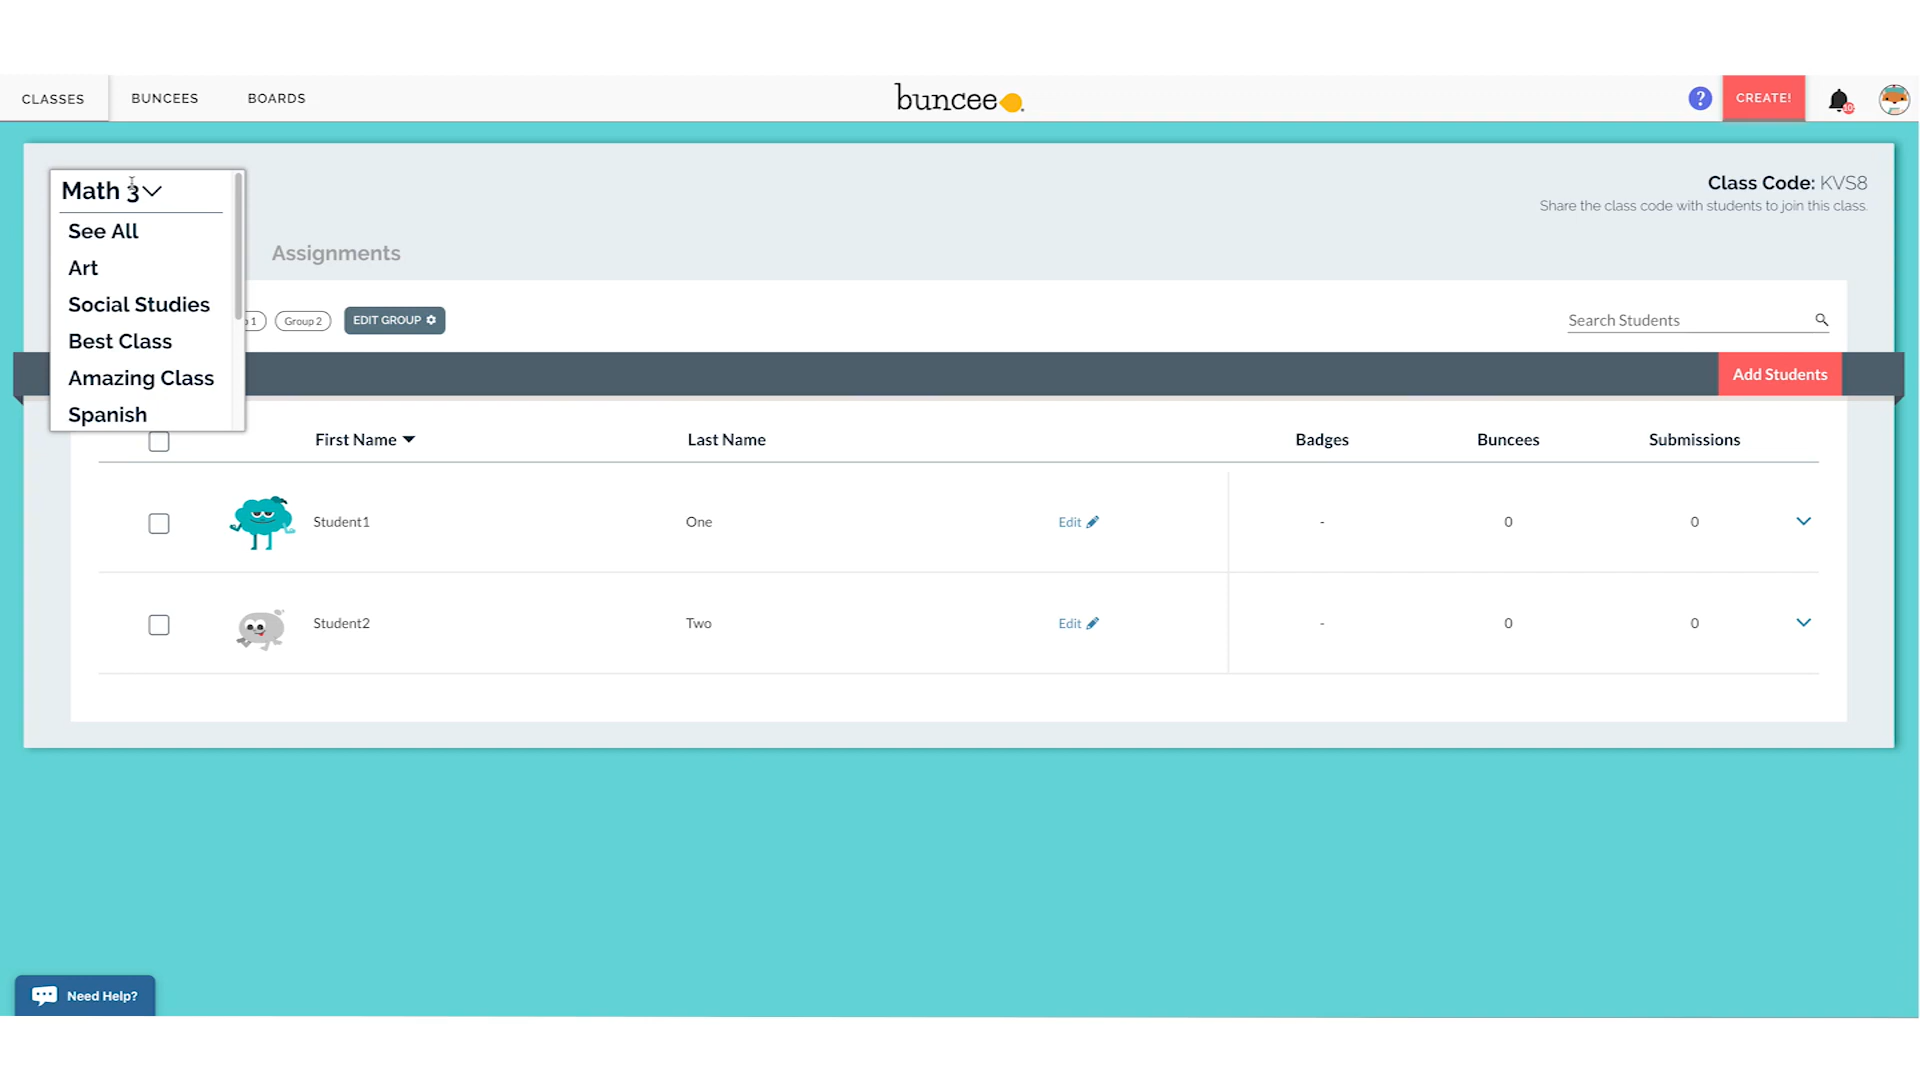 CLASSES BUNCEES BOARDS buncee ? CREATE!
Math 3
Class Code: KVS8
Share the class code with students to join this class.
See All
Art
Social Studies
Best Class
Amazing Class
Spanish
Assignments
1 Group 2 EDIT GROUP Search Students
Add Students
First Name Last Name Badges Buncees Submissions
Student1 One Edit - 0 0
Student2 Two Edit - 0 0
Need Help?